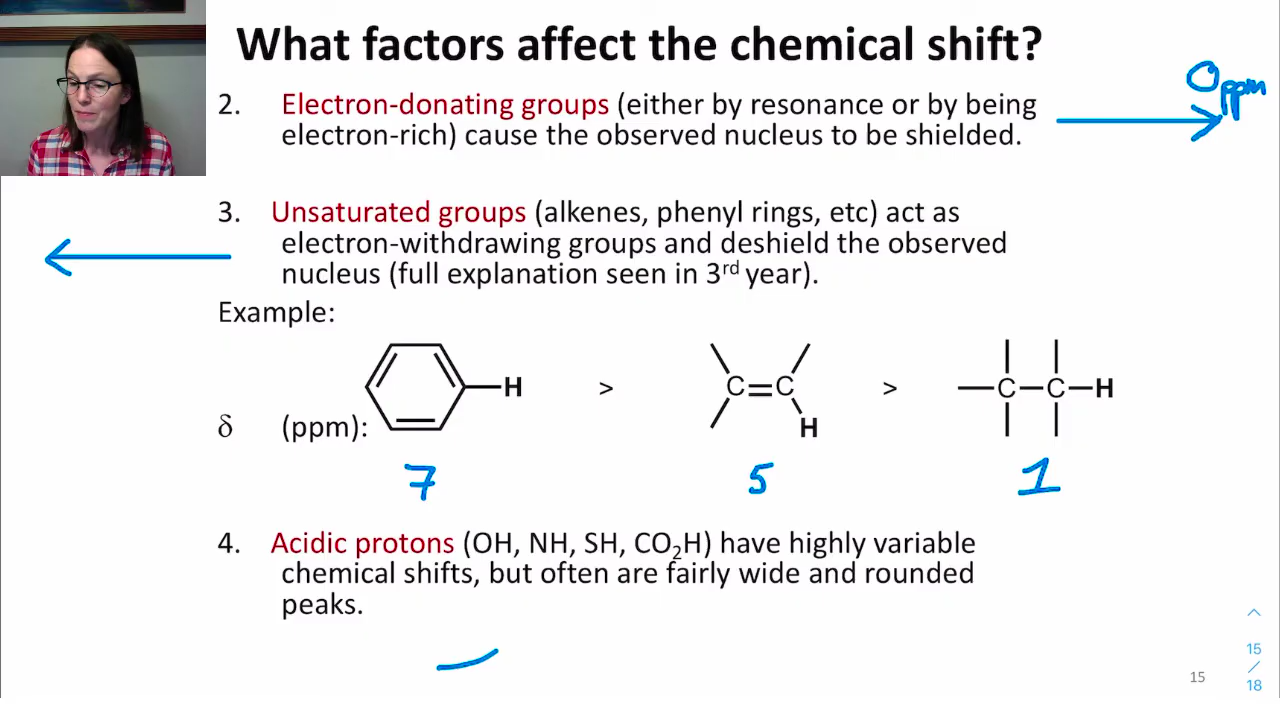 What factors affect the chemical shift?
0 ppm
2. Electron-donating groups (either by resonance or by being
electron-rich) cause the observed nucleus to be shielded.
3. Unsaturated groups (alkenes, phenyl rings, etc) act as
electron-withdrawing groups and deshield the observed
nucleus (full explanation seen in 3rd year).
Example:
H > C=C > C C H
H
δ (ppm):
7 5 1
4. Acidic protons (OH, NH, SH, CO₂H) have highly variable
chemical shifts, but often are fairly wide and rounded
peaks.
15
15
/
18